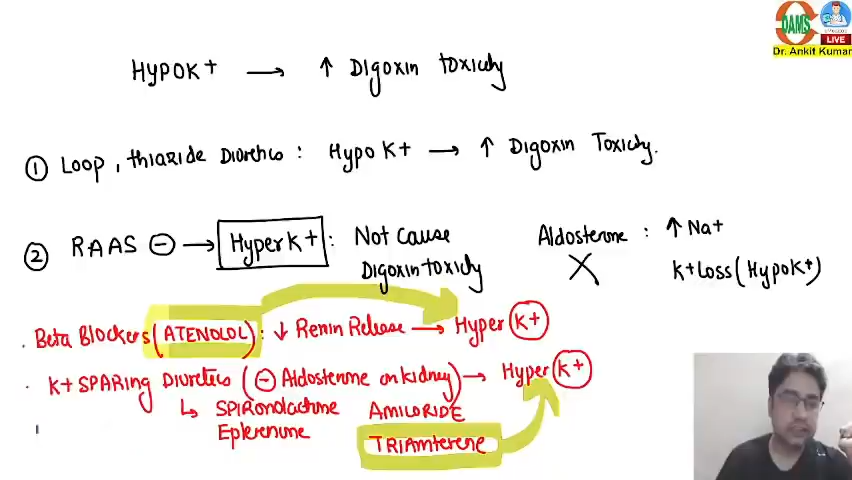 DAMS
LIVE
Dr. Ankit Kumar
HYPOK+ → ↑ DIGOXIN TOXICITY
① LOOP, THIAZIDE DIURETICS : HYPO K+ → ↑ DIGOXIN TOXICITY.
② RAAS ⊖ → HyperK+ : Not Cause
DIGOXIN TOXICITY
Aldosterone : ↑ Na+
K+Loss (HypoK+)
. Beta Blockers (ATENOLOL) : ↓ Renin Release → Hyper K+
. K+ SPARING Diuretics (⊖ Aldosterone on kidney) → Hyper K+
↳ SPIRONOLACTONE AMILORIDE
Eplerenone TRIAMTERENE